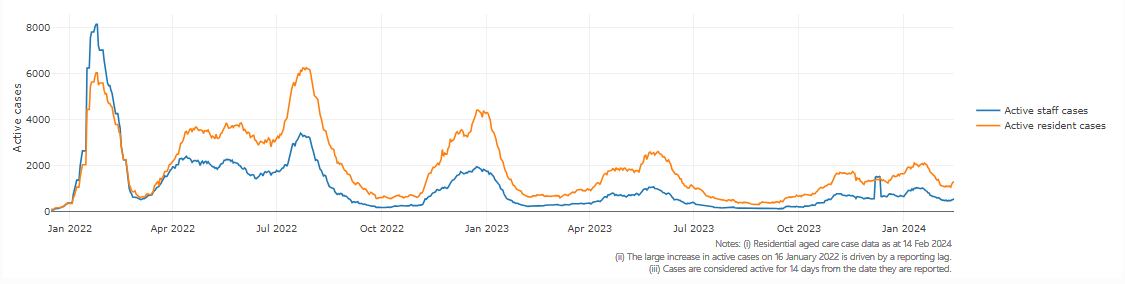 8000
6000
4000
2000
0
Active cases
Jan 2022
Apr 2022
Jul 2022
Oct 2022
Jan 2023
Apr 2023
Jul 2023
Oct 2023
Jan 2024
Active staff cases
Active resident cases
Notes: (i) Residential aged care case data as at 14 Feb 2024
(ii) The large increase in active cases on 16 January 2022 is driven by a reporting lag.
(iii) Cases are considered active for 14 days from the date they are reported.